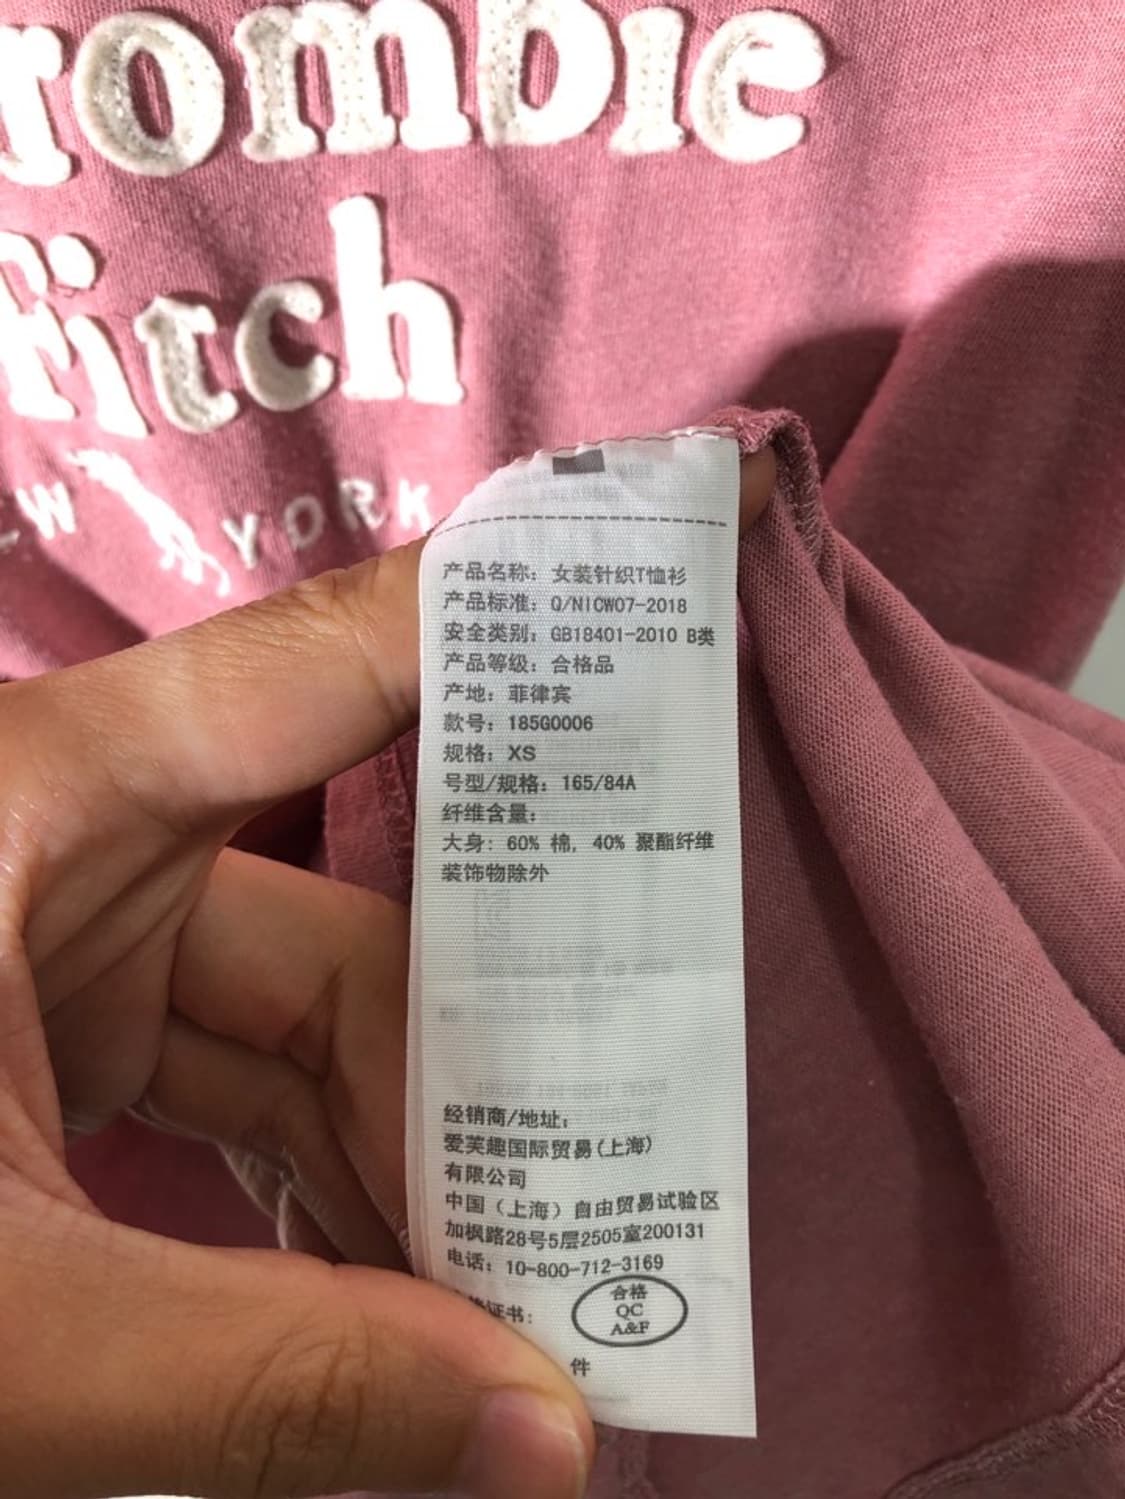 rombie
Fitch
EW YORK
产品名称：女装针织T恤衫
产品标准：Q/NICW07-2018
安全类别：GB18401-2010 B类
产品等级：合格品
产地：菲律宾
款号：185G0006
规格：XS
号型/规格：165/84A
纤维含量：
大身：60% 棉, 40% 聚酯纤维
装饰物除外
经销商/地址：
爱芙趣国际贸易(上海)
有限公司
中国（上海）自由贸易试验区
加枫路28号5层2505室200131
电话：10-800-712-3169
证书：
合格
QC
A&F
件